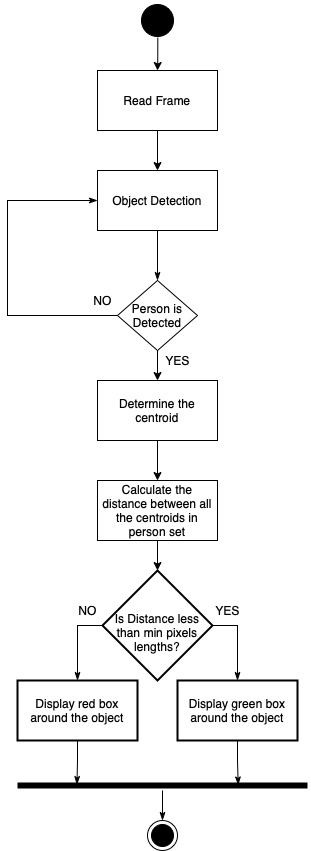 Read Frame
Object Detection
NO
Person is
Detected
YES
Determine the
centroid
Calculate the
distance between all
the centroids in
person set
NO
YES
Is Distance less
than min pixels
lengths?
Display red box
around the object
Display green box
around the object